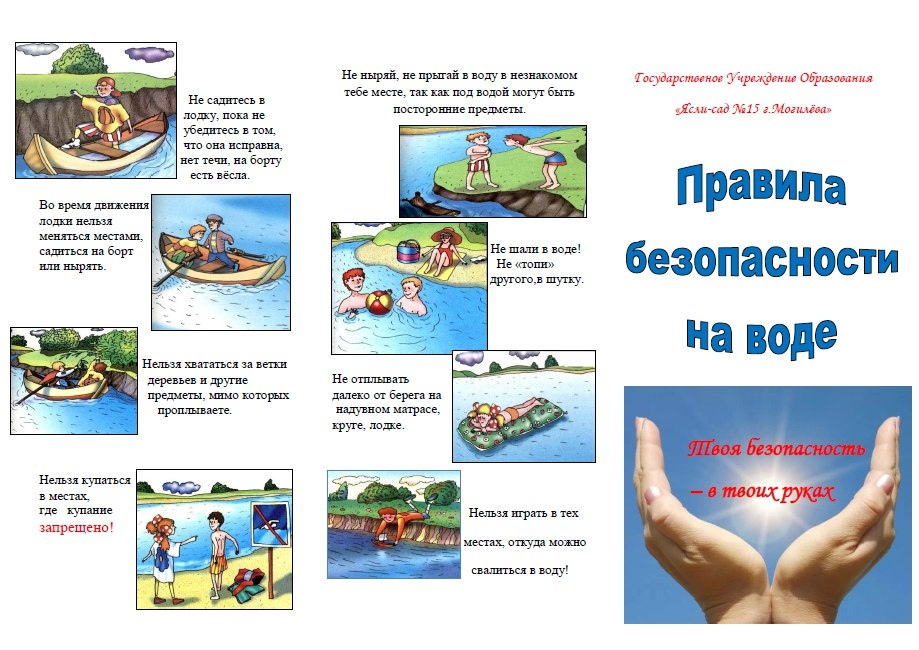 Не садитесь в
лодку, пока не
убедитесь в том,
что она исправна,
нет течи, на борту
есть вёсла.
Во время движения
лодки нельзя
меняться местами,
садиться на борт
или нырять.
Нельзя хвататься за ветки
деревьев и другие
предметы, мимо которых
проплываете.
Нельзя купаться
в местах,
где купание
запрещено!
Не ныряй, не прыгай в воду в незнакомом
тебе месте, так как под водой могут быть
посторонние предметы.
Не шали в воде!
Не «топи»
другого,в шутку.
Не отплывать
далеко от берега на
надувном матрасе,
круге, лодке.
Нельзя играть в тех
местах, откуда можно
свалиться в воду!
Государственое Учреждение Образования
«Ясли-сад №15 г.Могилёва»
Правила
безопасности
на воде
Твоя безопасность
– в твоих руках